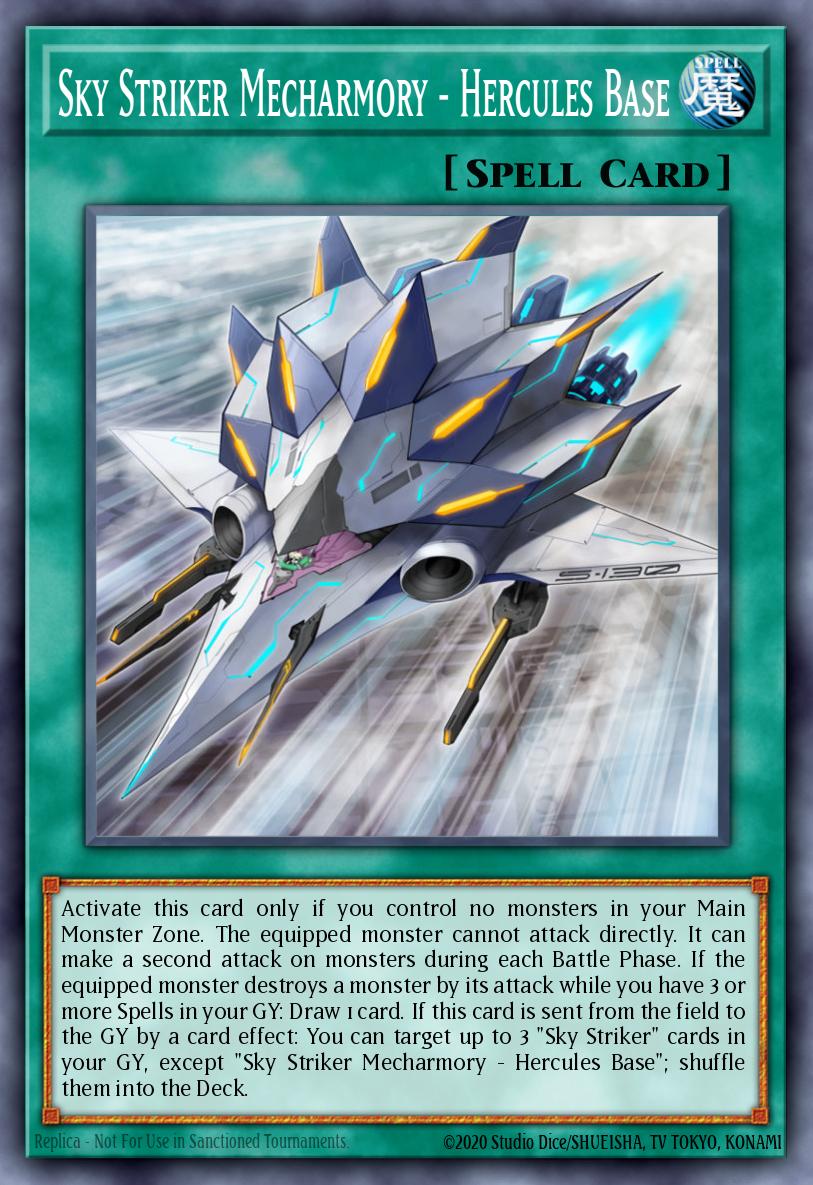 Sky Striker Mecharmory - Hercules Base
SPELL
魔
[ Spell Card ]
S-130
Activate this card only if you control no monsters in your Main
Monster Zone. The equipped monster cannot attack directly. It can
make a second attack on monsters during each Battle Phase. If the
equipped monster destroys a monster by its attack while you have 3 or
more Spells in your GY: Draw 1 card. If this card is sent from the field to
the GY by a card effect: You can target up to 3 "Sky Striker" cards in
your GY, except "Sky Striker Mecharmory - Hercules Base"; shuffle
them into the Deck.
Replica - Not For Use in Sanctioned Tournaments.
©2020 Studio Dice/SHUEISHA, TV TOKYO, KONAMI